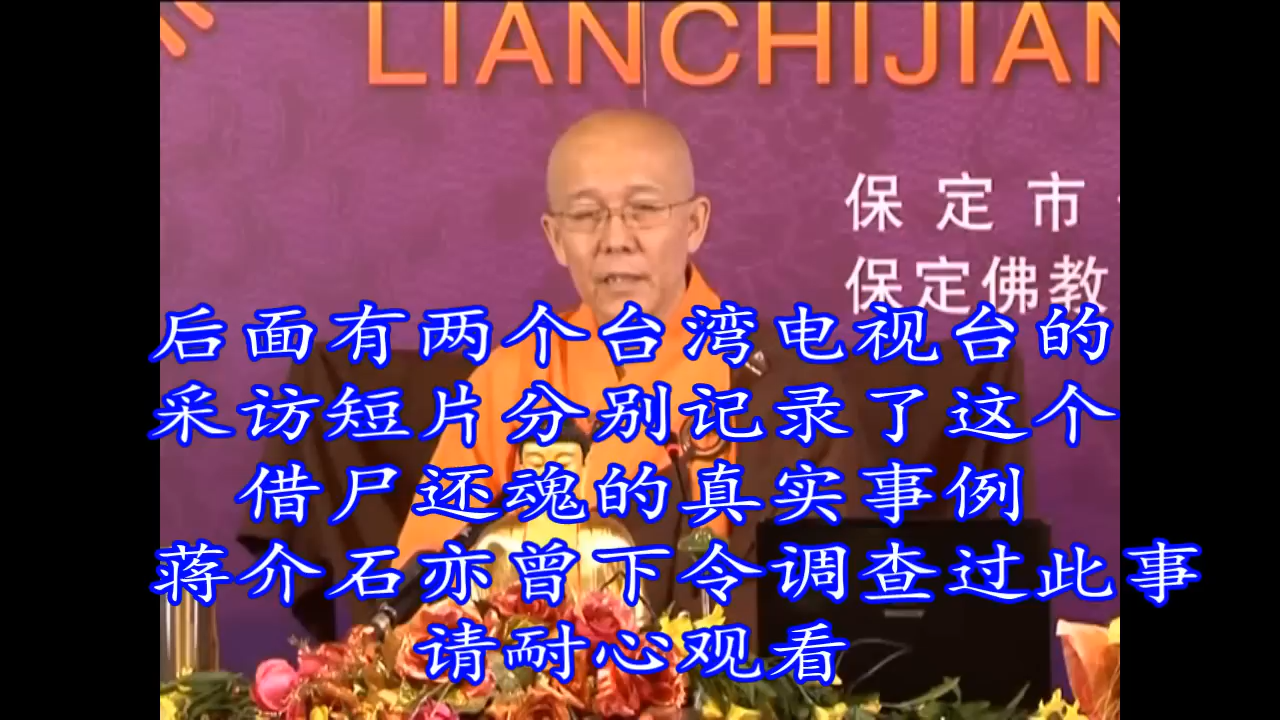 LIANCHIJIAN
保定市
保定佛教
后面有两个台湾电视台的
采访短片分别记录了这个
借尸还魂的真实事例
蒋介石亦曾下令调查过此事
请耐心观看